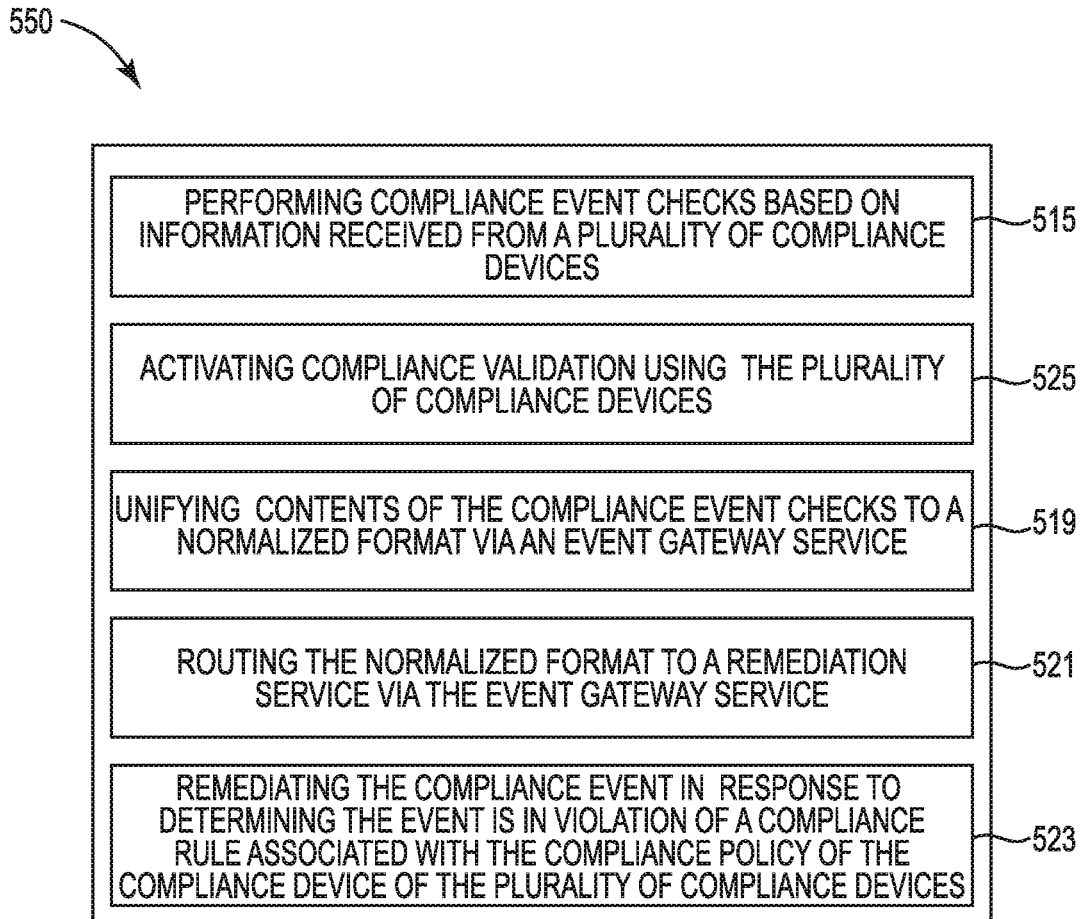 550
PERFORMING COMPLIANCE EVENT CHECKS BASED ON
INFORMATION RECEIVED FROM A PLURALITY OF COMPLIANCE
DEVICES
515
ACTIVATING COMPLIANCE VALIDATION USING THE PLURALITY
OF COMPLIANCE DEVICES
525
UNIFYING CONTENTS OF THE COMPLIANCE EVENT CHECKS TO A
NORMALIZED FORMAT VIA AN EVENT GATEWAY SERVICE
519
ROUTING THE NORMALIZED FORMAT TO A REMEDIATION
SERVICE VIA THE EVENT GATEWAY SERVICE
521
REMEDIATING THE COMPLIANCE EVENT IN RESPONSE TO
DETERMINING THE EVENT IS IN VIOLATION OF A COMPLIANCE
RULE ASSOCIATED WITH THE COMPLIANCE POLICY OF THE
COMPLIANCE DEVICE OF THE PLURALITY OF COMPLIANCE DEVICES
523